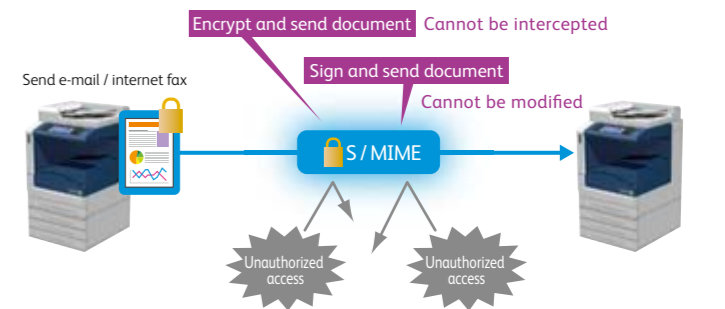 Encrypt and send document Cannot be intercepted
Sign and send document
Send e-mail / internet fax
Cannot be modified
S / MIME
Unauthorized
access
Unauthorized
access